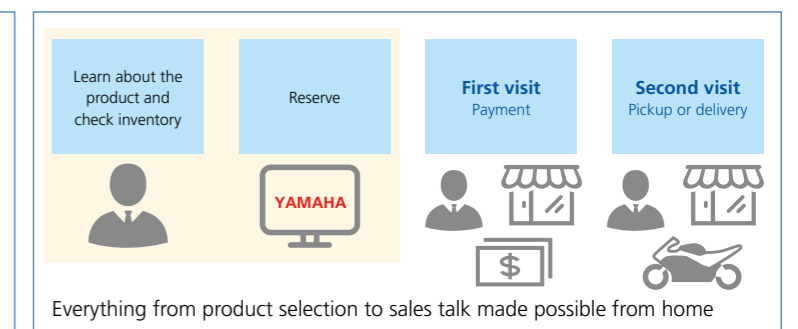 Learn about the
product and
check inventory
Reserve
First visit
Payment
Second visit
Pickup or delivery
YAMAHA
$
Everything from product selection to sales talk made possible from home